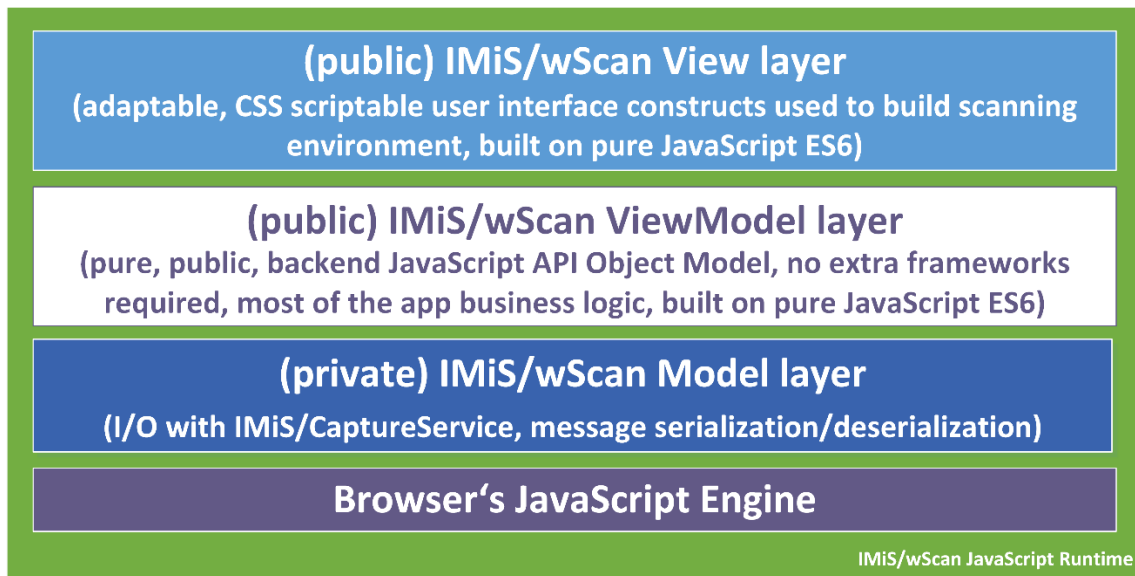 (public) IMiS/wScan View layer
(adaptable, CSS scriptable user interface constructs used to build scanning
environment, built on pure JavaScript ES6)
(public) IMiS/wScan ViewModel layer
(pure, public, backend JavaScript API Object Model, no extra frameworks
required, most of the app business logic, built on pure JavaScript ES6)
(private) IMiS/wScan Model layer
(I/O with IMiS/CaptureService, message serialization/deserialization)
Browser‘s JavaScript Engine
IMiS/wScan JavaScript Runtime